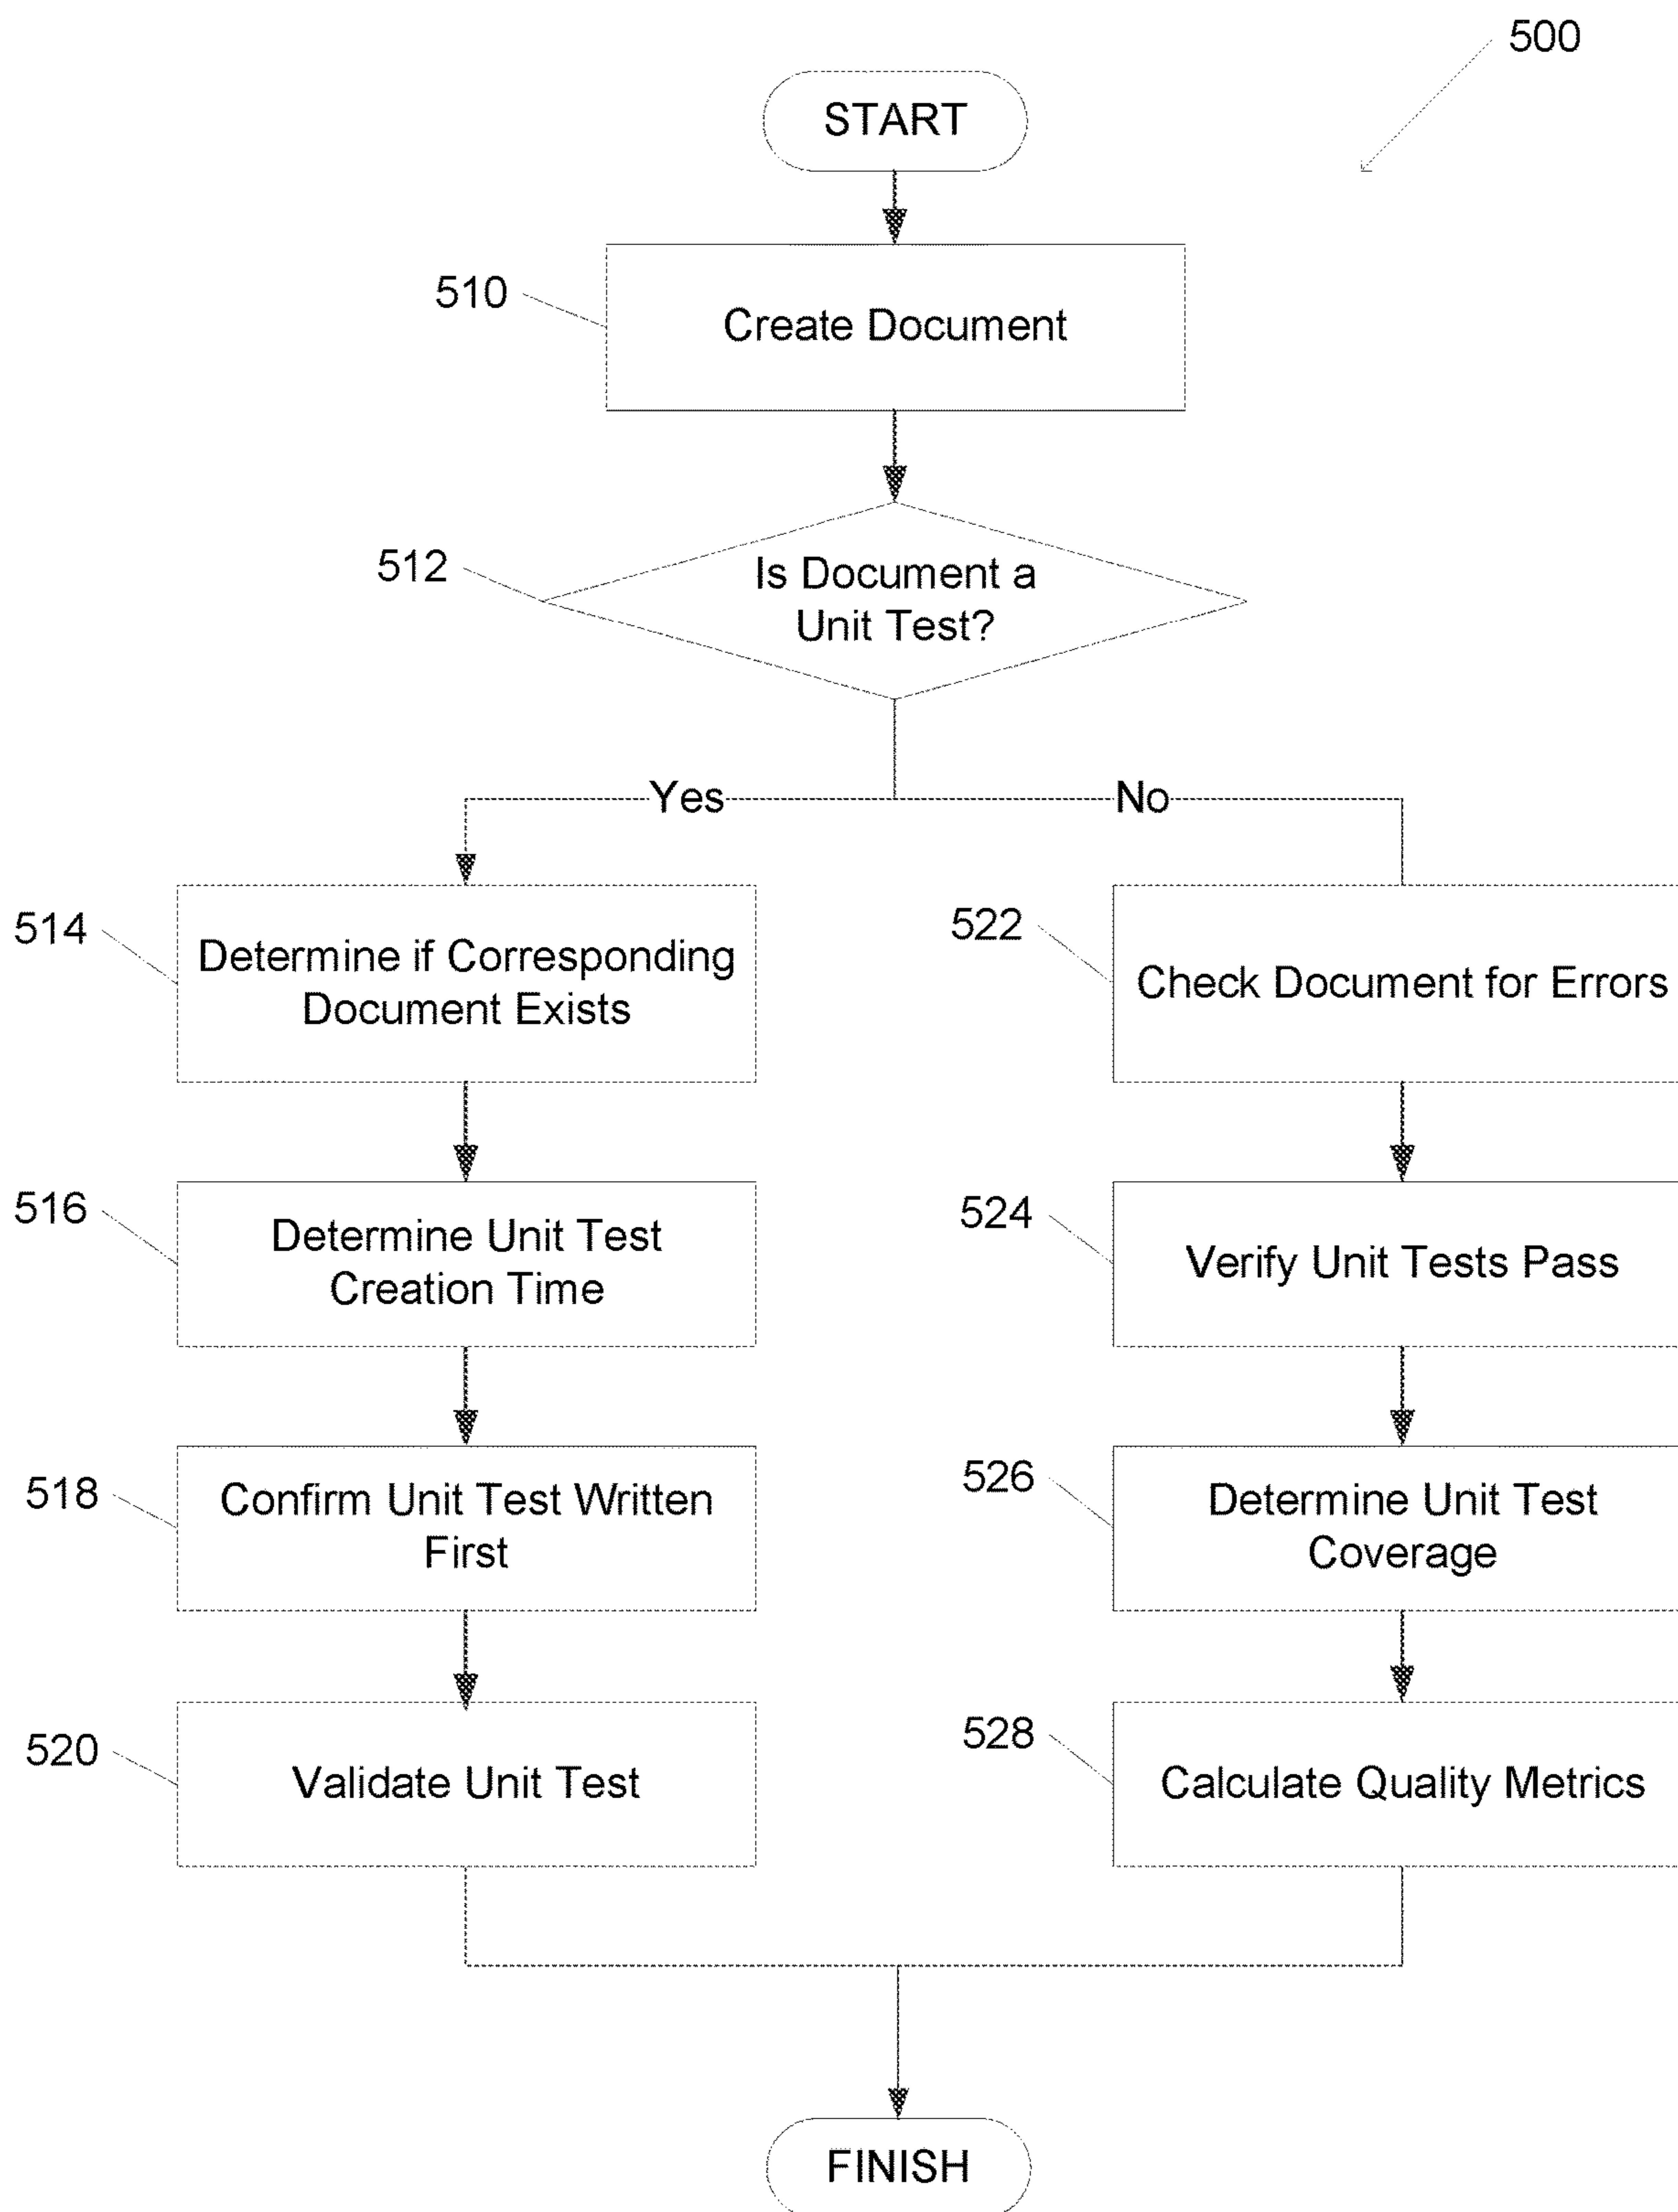 500
START
510
Create Document
512
Is Document a
Unit Test?
Yes
No
514
Determine if Corresponding
Document Exists
522
Check Document for Errors
516
Determine Unit Test
Creation Time
524
Verify Unit Tests Pass
518
Confirm Unit Test Written
First
526
Determine Unit Test
Coverage
520
Validate Unit Test
528
Calculate Quality Metrics
FINISH